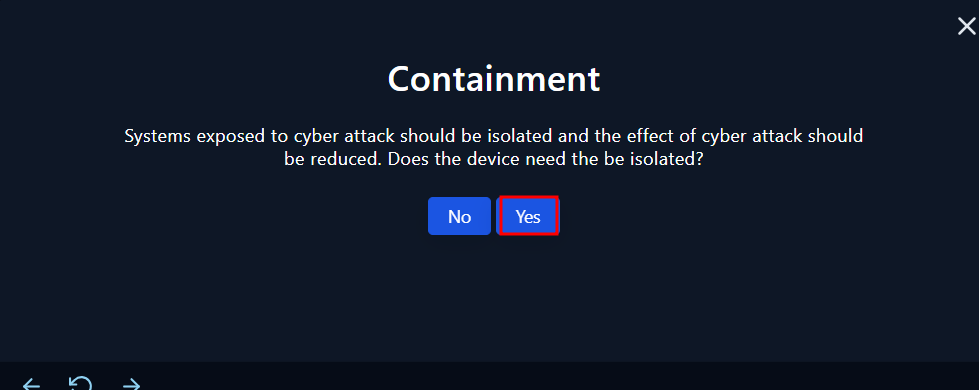 Containment
Systems exposed to cyber attack should be isolated and the effect of cyber attack should
be reduced. Does the device need the be isolated?
No Yes